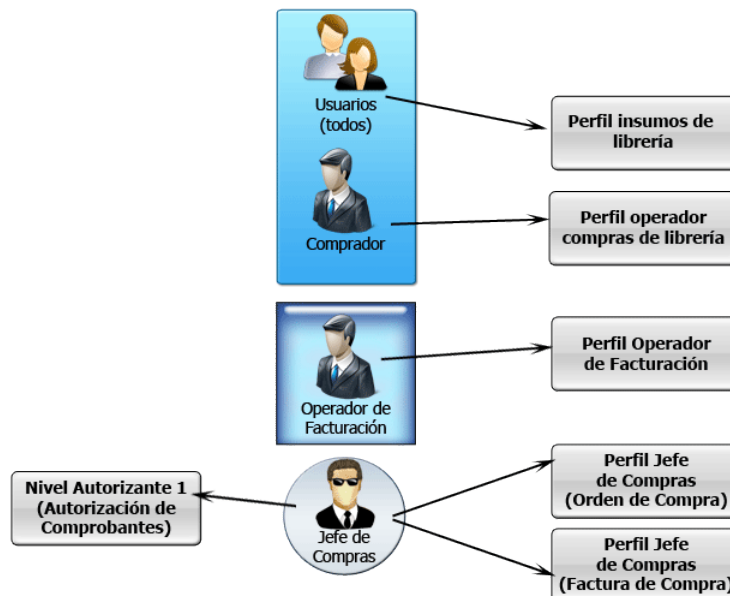 Usuarios
(todos)
Perfil insumos de
librería
Comprador
Perfil operador
compras de librería
Operador de
Facturación
Perfil Operador
de Facturación
Nivel Autorizante 1
(Autorización de
Comprobantes)
Jefe de
Compras
Perfil Jefe
de Compras
(Orden de Compra)
Perfil Jefe
de Compras
(Factura de Compra)